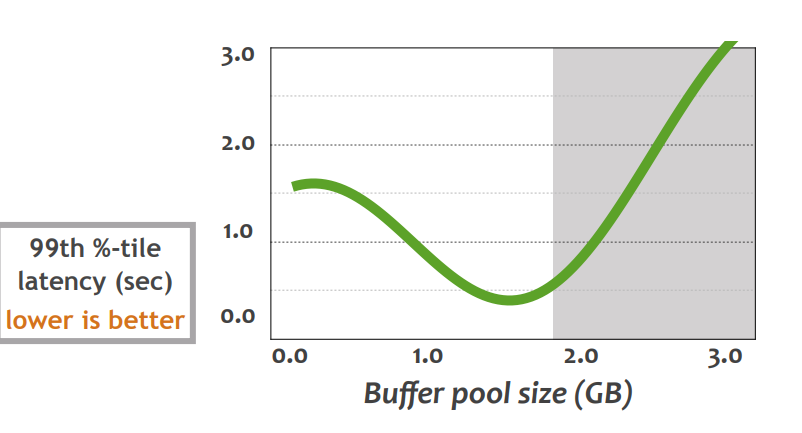 3.0
2.0
1.0
0.0
99th %-tile
latency (sec)
lower is better
0.0 1.0 2.0 3.0
Buffer pool size (GB)